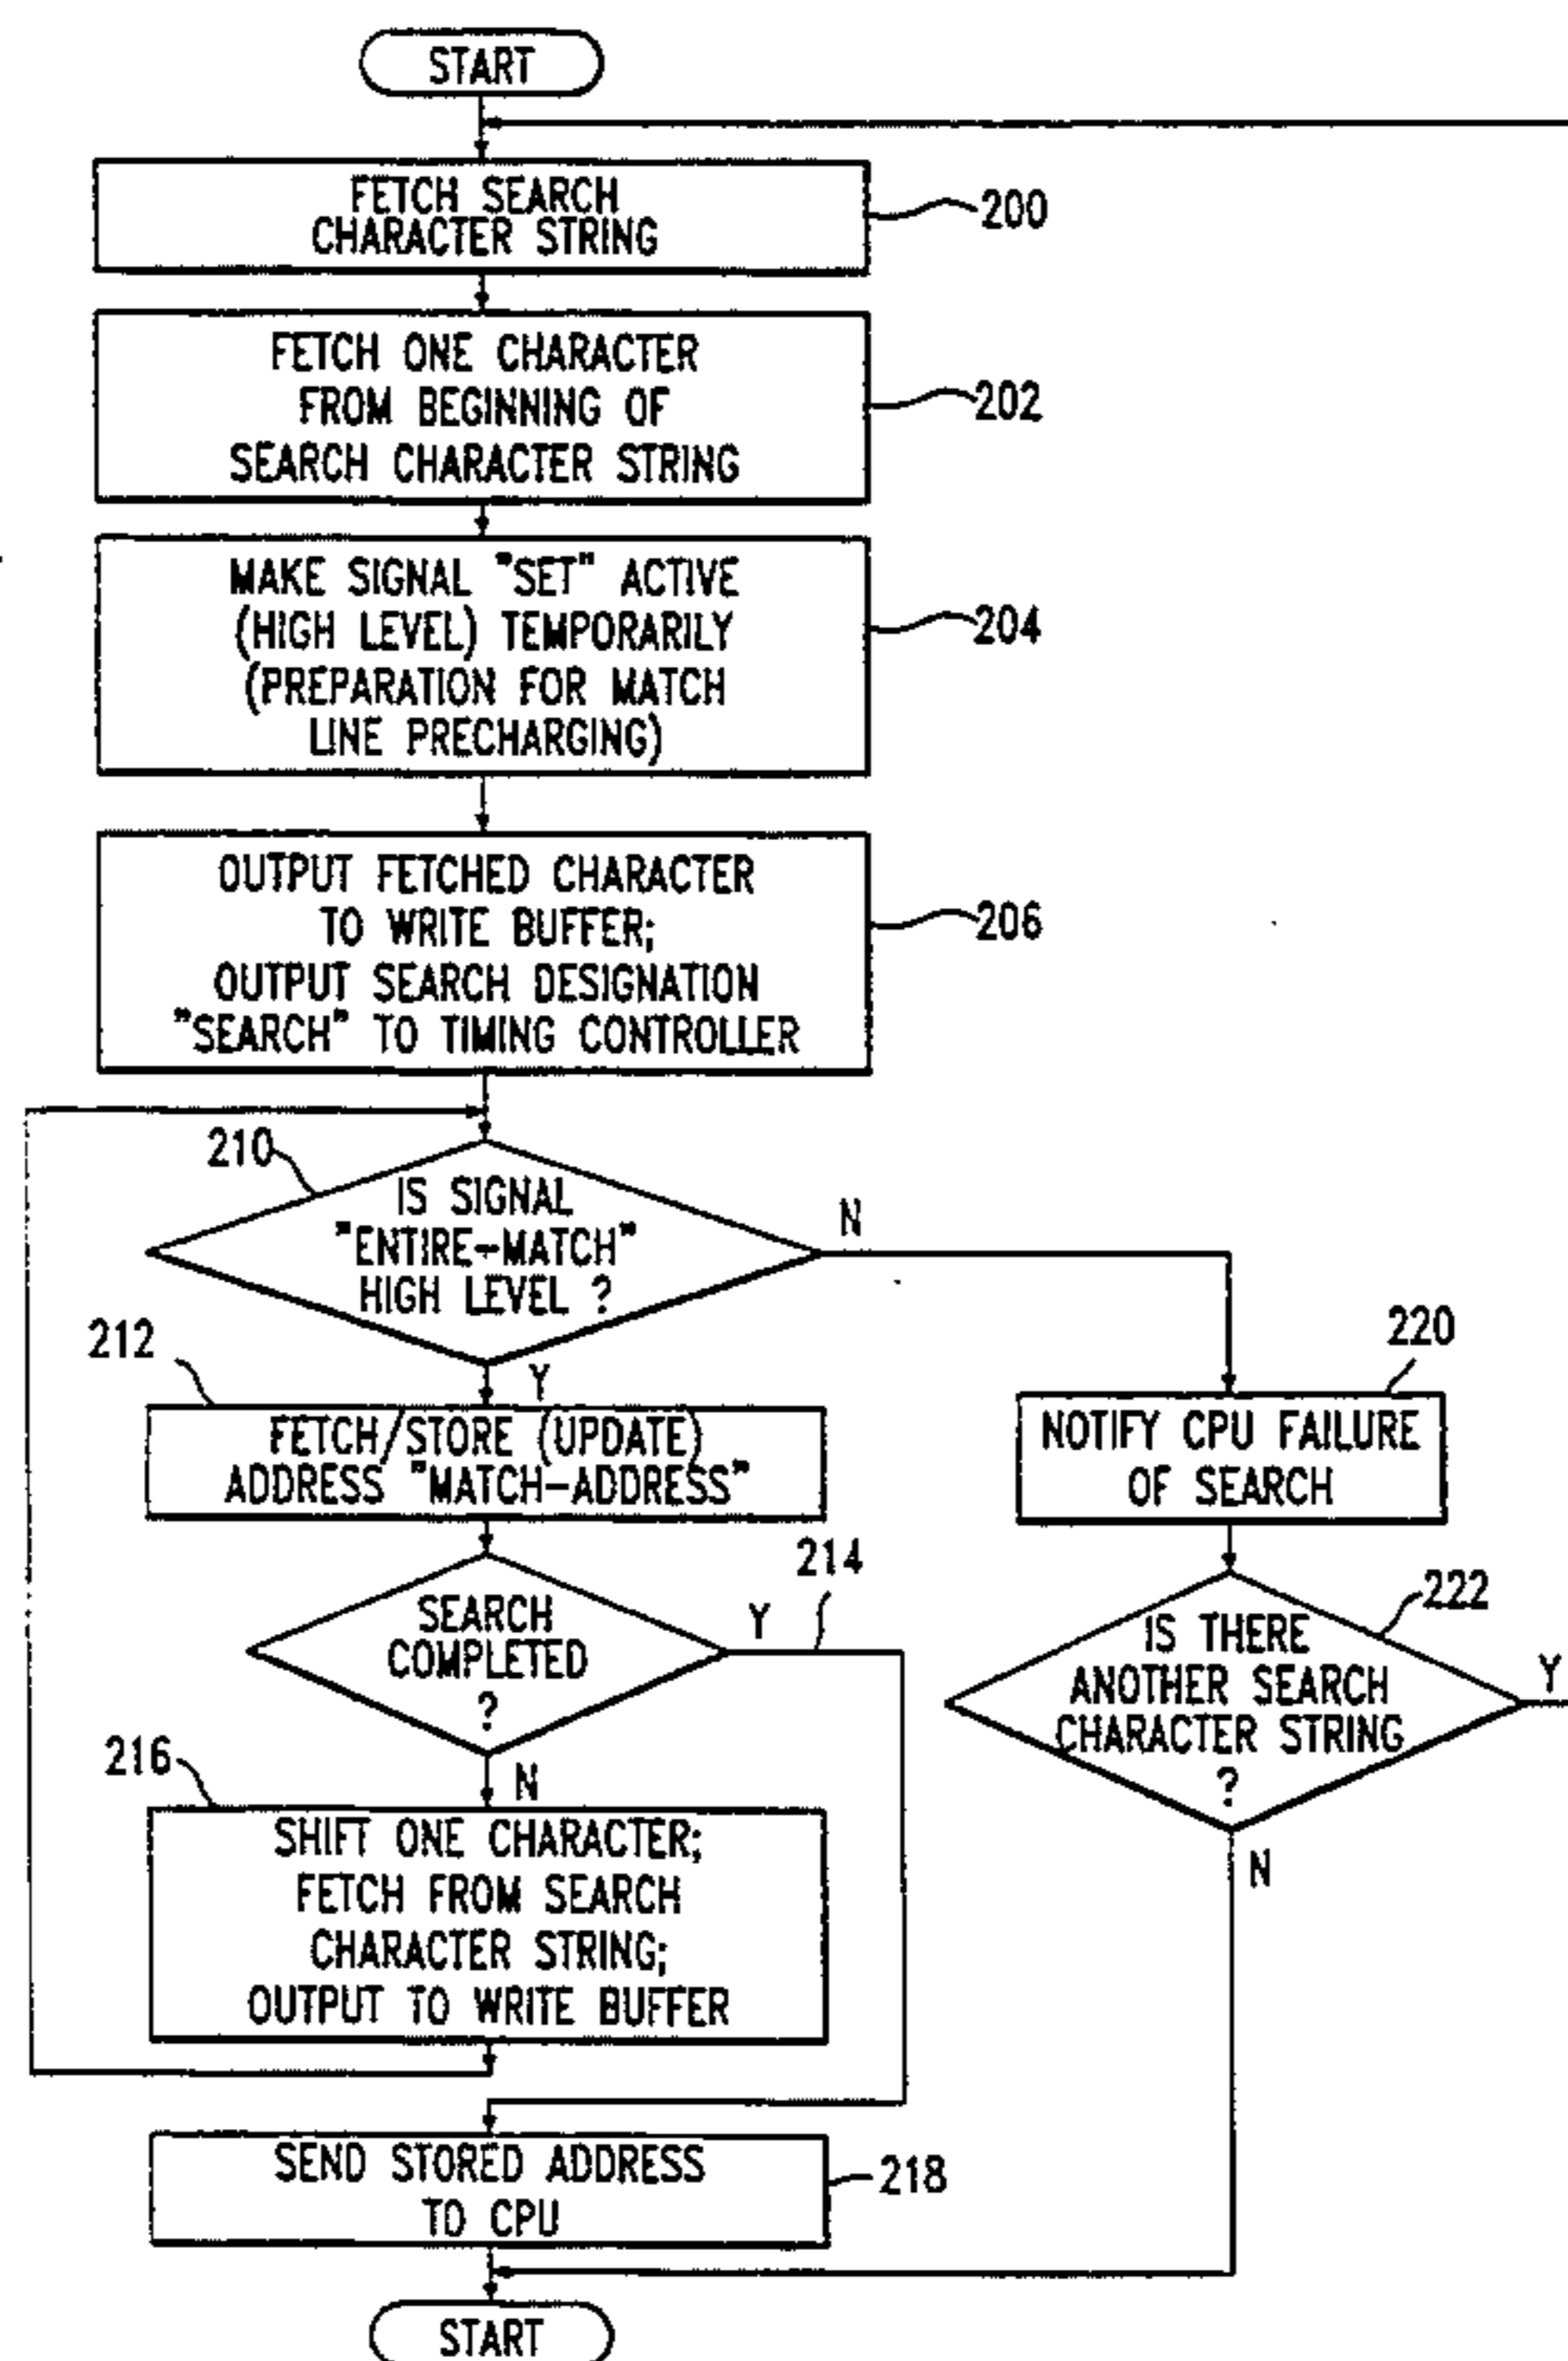 START
FETCH SEARCH
CHARACTER STRING
200
FETCH ONE CHARACTER
FROM BEGINNING OF
SEARCH CHARACTER STRING
202
MAKE SIGNAL "SET" ACTIVE
(HIGH LEVEL) TEMPORARILY
(PREPARATION FOR MATCH
LINE PRECHARGING)
204
OUTPUT FETCHED CHARACTER
TO WRITE BUFFER;
OUTPUT SEARCH DESIGNATION
"SEARCH" TO TIMING CONTROLLER
206
210
IS SIGNAL
"ENTIRE-MATCH"
HIGH LEVEL ?
N
Y
212
FETCH/STORE (UPDATE)
ADDRESS "MATCH-ADDRESS"
220
NOTIFY CPU FAILURE
OF SEARCH
SEARCH
COMPLETED
?
Y
214
N
222
IS THERE
ANOTHER SEARCH
CHARACTER STRING
?
Y
N
216
SHIFT ONE CHARACTER;
FETCH FROM SEARCH
CHARACTER STRING;
OUTPUT TO WRITE BUFFER
SEND STORED ADDRESS
TO CPU
218
START